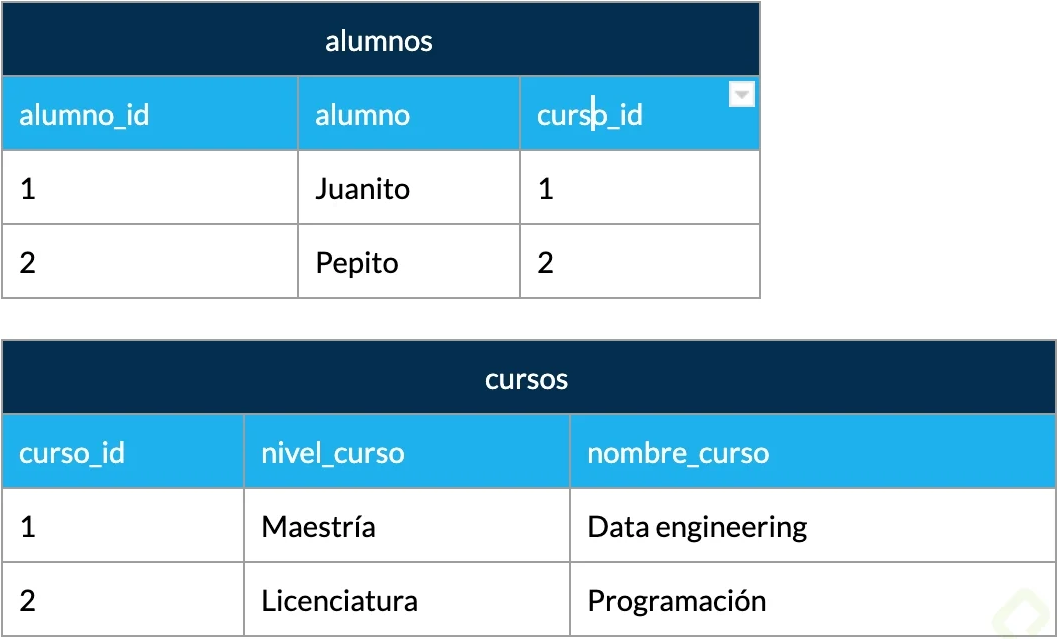 alumnos
alumno_id alumno curso_id
1 Juanito 1
2 Pepito 2
cursos
curso_id nivel_curso nombre_curso
1 Maestría Data engineering
2 Licenciatura Programación